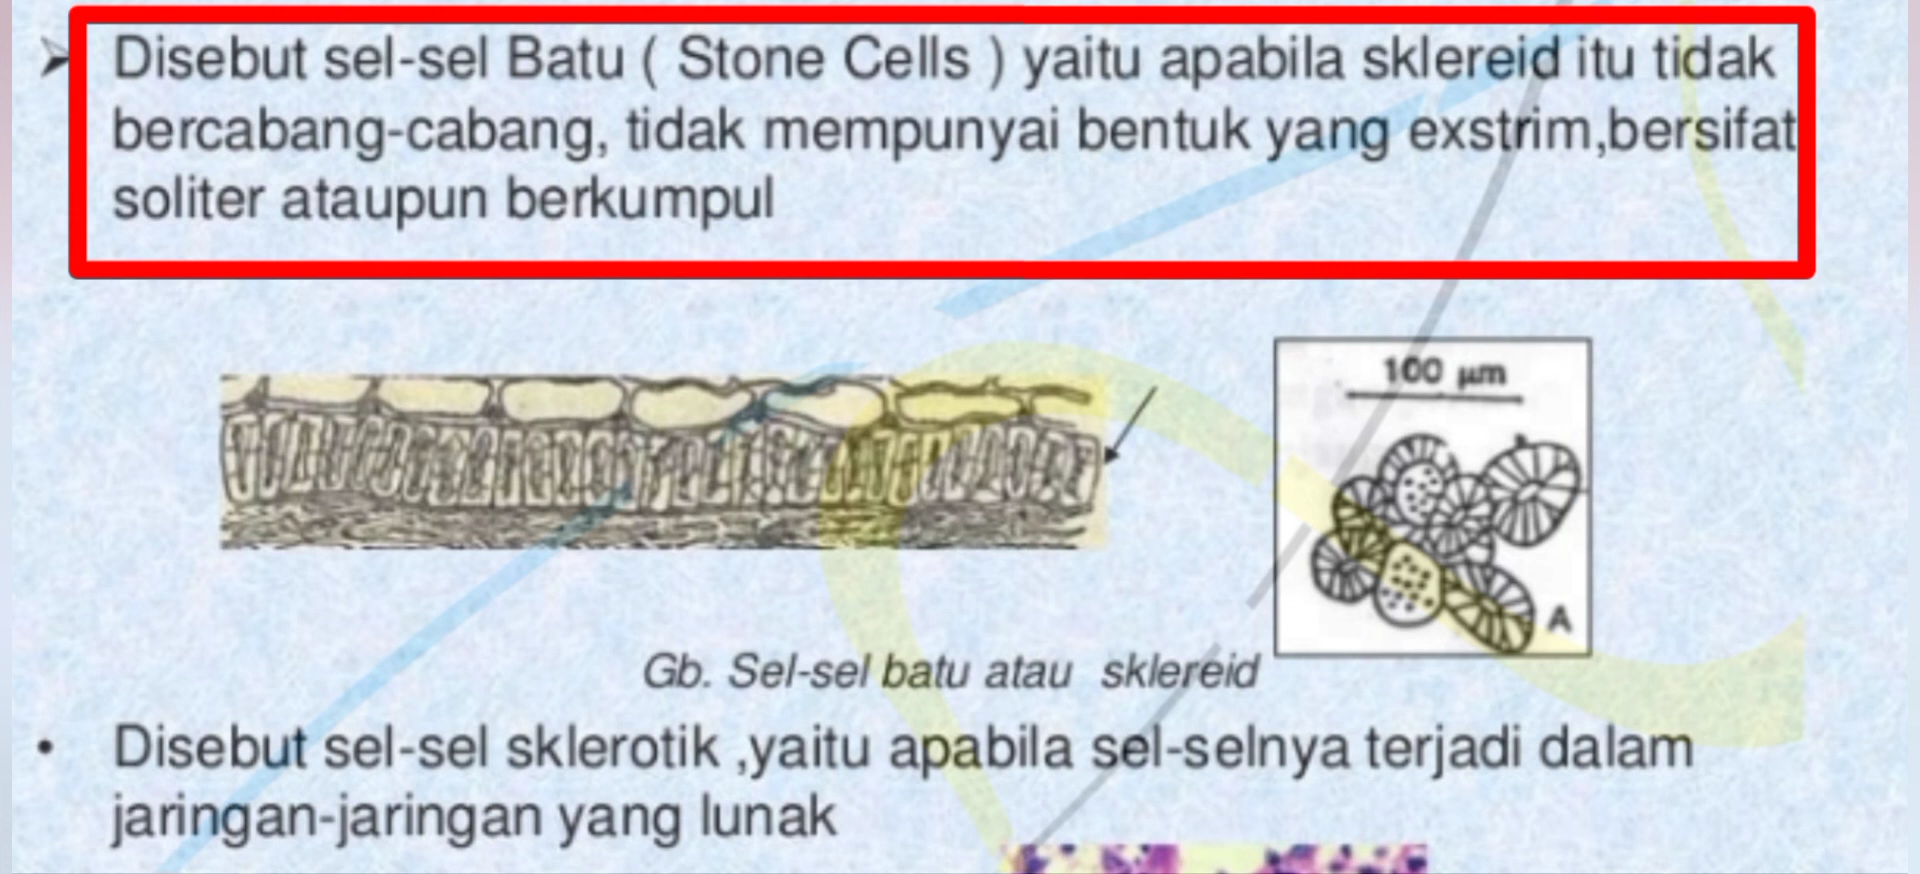 Disebut sel-sel Batu ( Stone Cells ) yaitu apabila sklereid itu tidak
bercabang-cabang, tidak mempunyai bentuk yang exstrim,bersifat
soliter ataupun berkumpul
100 µm
A
Gb. Sel-sel batu atau sklereid
Disebut sel-sel sklerotik ,yaitu apabila sel-selnya terjadi dalam
jaringan-jaringan yang lunak